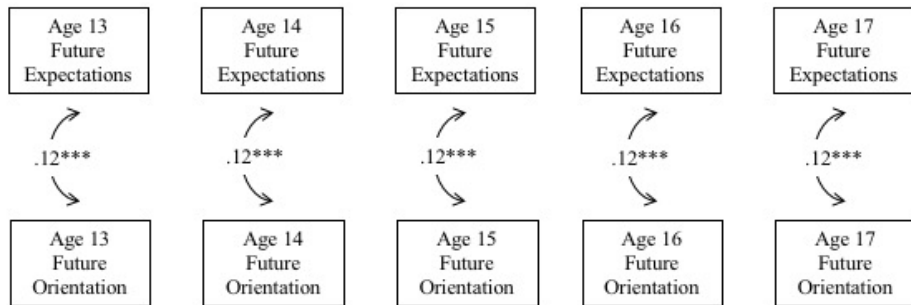 Age 13
Future
Expectations
Age 14
Future
Expectations
Age 15
Future
Expectations
Age 16
Future
Expectations
Age 17
Future
Expectations
.12***
.12***
.12***
.12***
.12***
Age 13
Future
Orientation
Age 14
Future
Orientation
Age 15
Future
Orientation
Age 16
Future
Orientation
Age 17
Future
Orientation